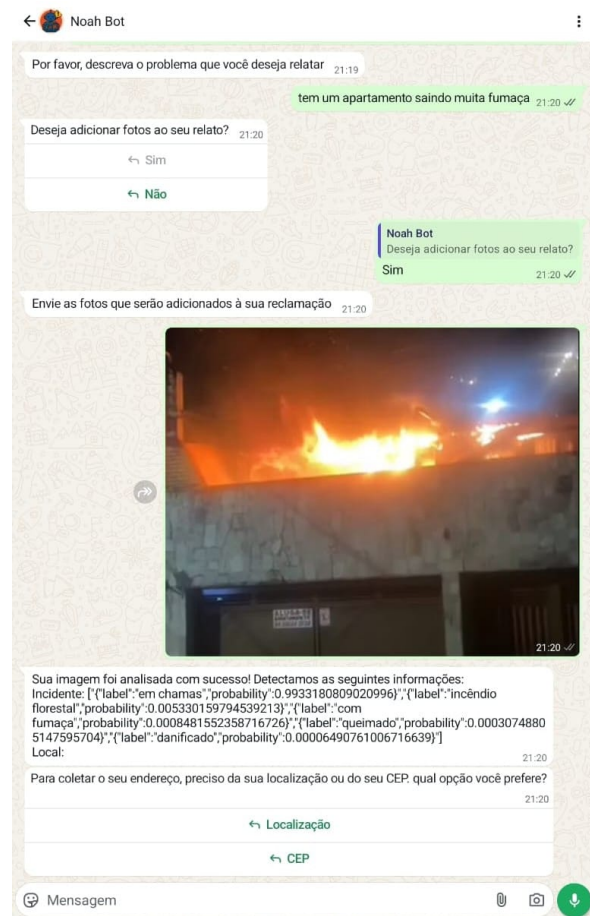 Noah Bot
Por favor, descreva o problema que você deseja relatar 21:19
tem um apartamento saindo muita fumaça 21:20
Deseja adicionar fotos ao seu relato? 21:20
Sim
Não
Noah Bot
Deseja adicionar fotos ao seu relato?
Sim 21:20
Envie as fotos que serão adicionados à sua reclamação 21:20
ALUGA-SE
21:20
Sua imagem foi analisada com sucesso! Detectamos as seguintes informações:
Incidente: ["{"label":"em chamas","probability":0.9933180809020996}","{"label":"incêndio
florestal","probability":0.005330159794539213}","{"label":"com
fumaça","probability":0.0008481552358716726}","{"label":"queimado","probability":0.0003074880
5147595704}","{"label":"danificado","probability":0.00006490761006716639}"]
Local: 21:20
Para coletar o seu endereço, preciso da sua localização ou do seu CEP. qual opção você prefere?
21:20
Localização
CEP
Mensagem